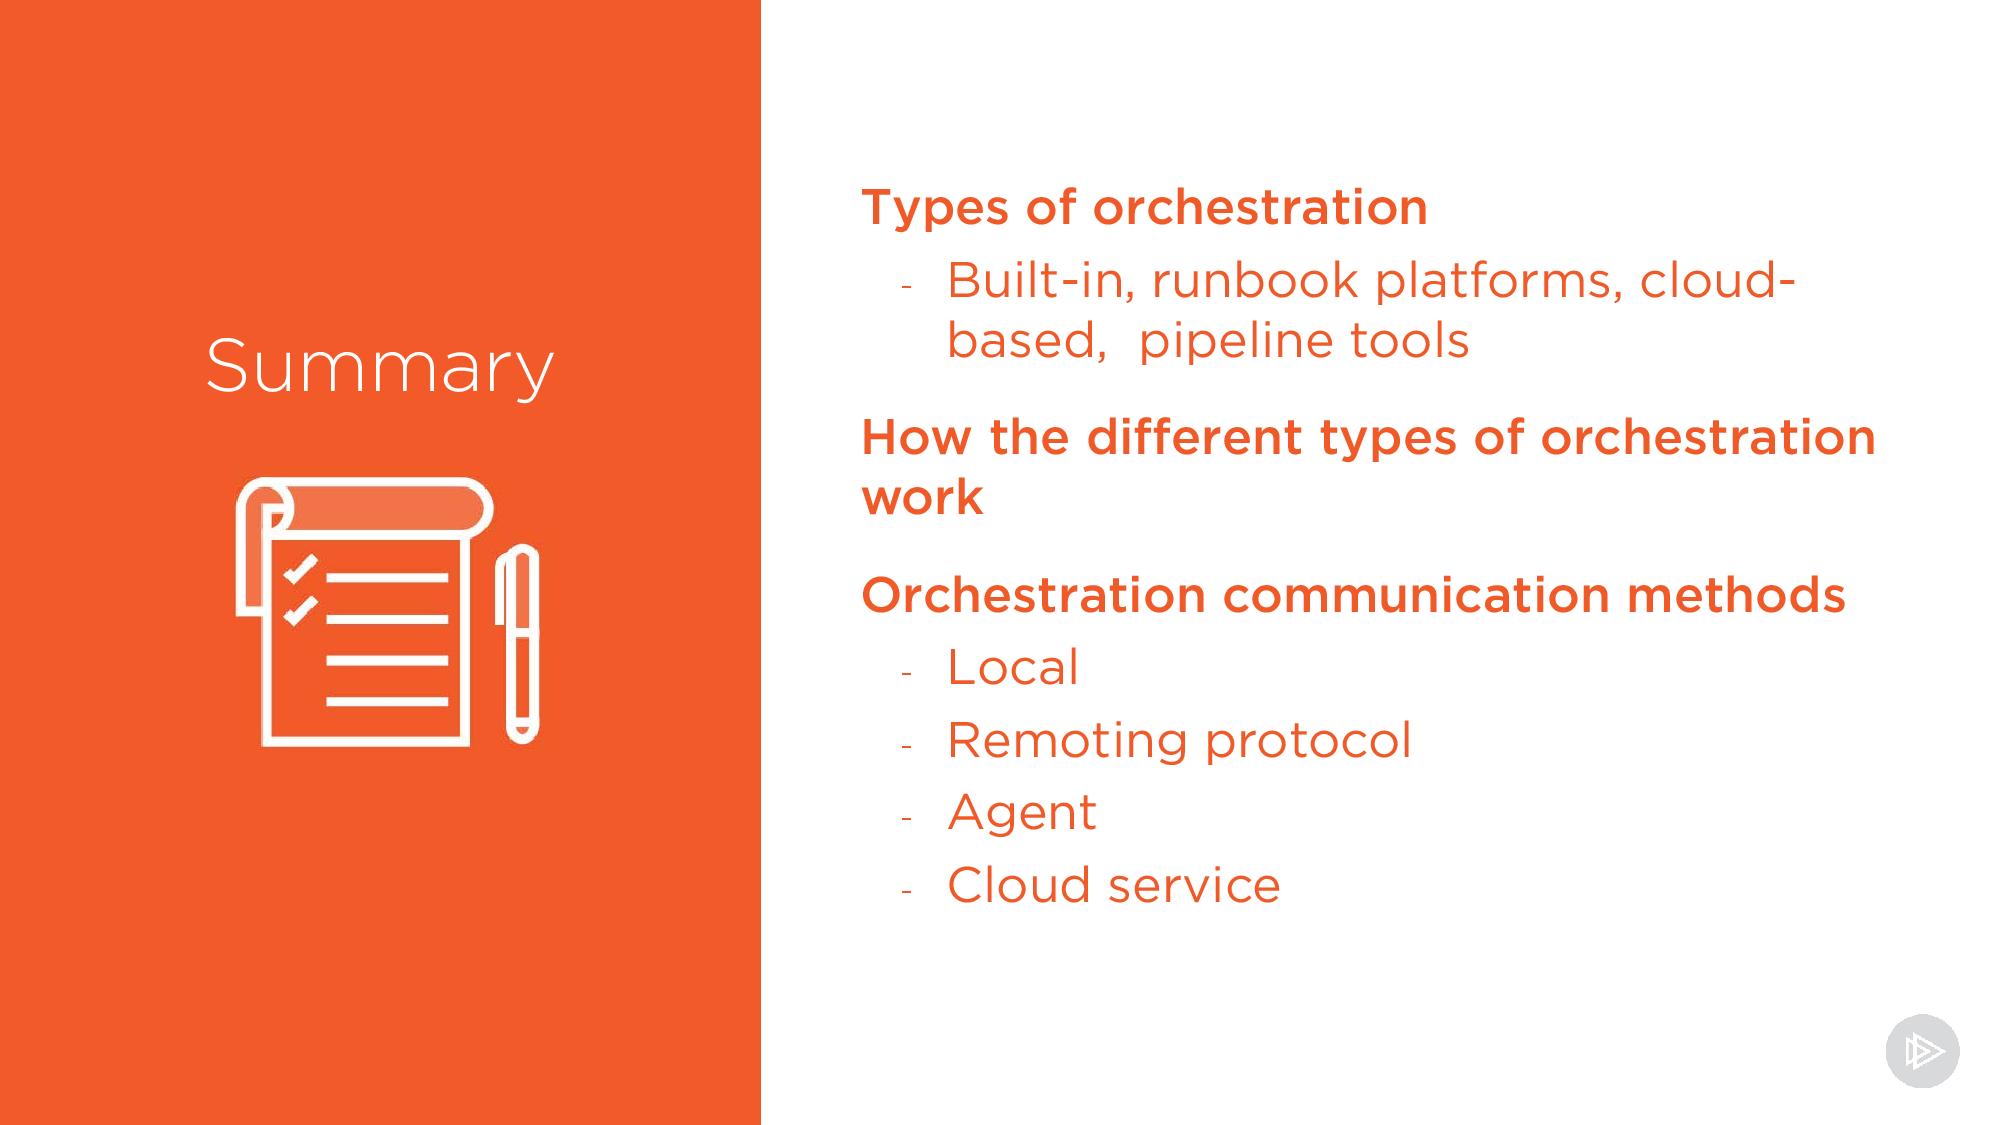 Summary
Types of orchestration
- Built-in, runbook platforms, cloud-
based,  pipeline tools
How the different types of orchestration
work
Orchestration communication methods
- Local
- Remoting protocol
- Agent
- Cloud service